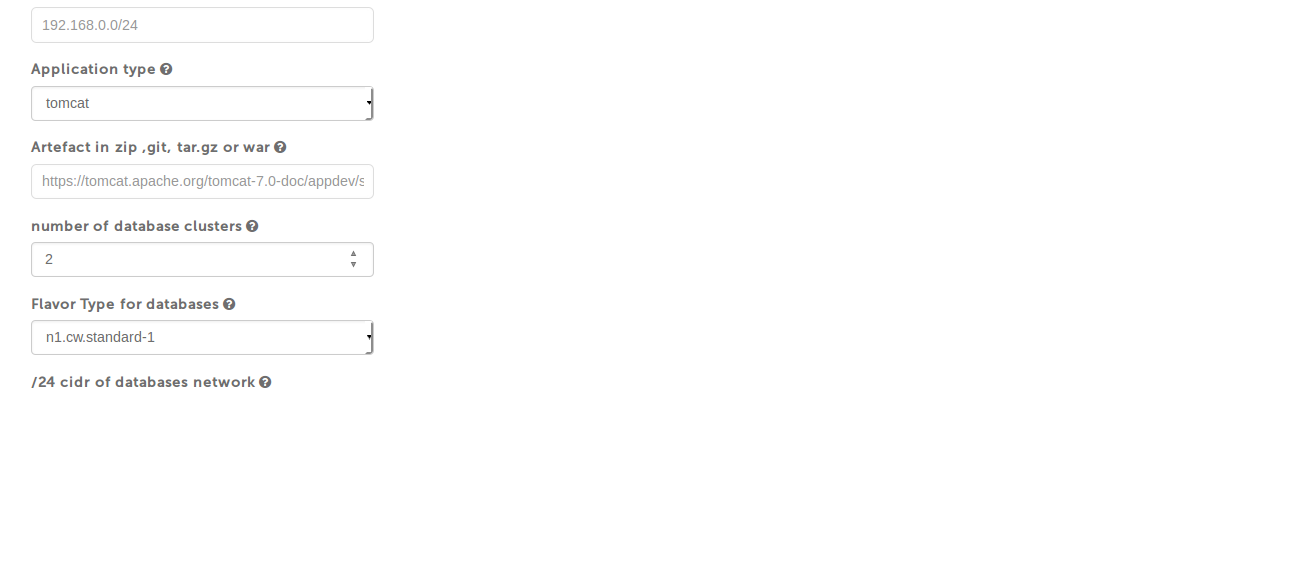 192.168.0.0/24
Application type
tomcat
Artefact in zip ,git, tar.gz or war
https://tomcat.apache.org/tomcat-7.0-doc/appdev/s
number of database clusters
2
Flavor Type for databases
n1.cw.standard-1
/24 cidr of databases network